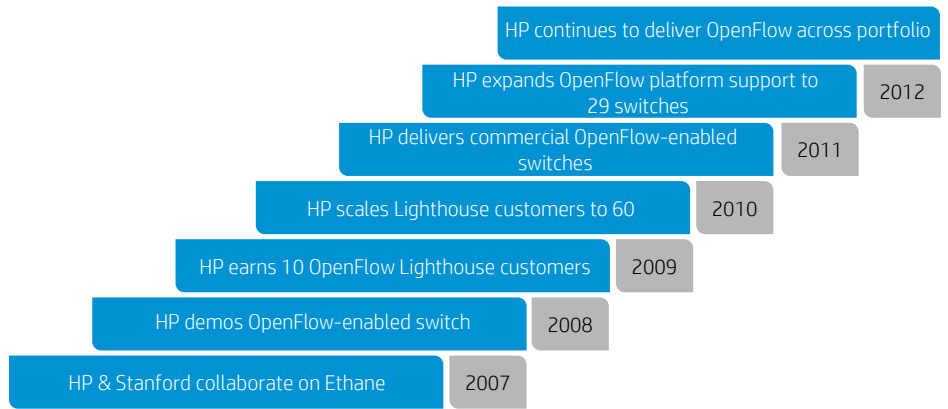 HP continues to deliver OpenFlow across portfolio
HP expands OpenFlow platform support to
29 switches
2012
HP delivers commercial OpenFlow-enabled
switches
2011
HP scales Lighthouse customers to 60
2010
HP earns 10 OpenFlow Lighthouse customers
2009
HP demos OpenFlow-enabled switch
2008
HP & Stanford collaborate on Ethane
2007